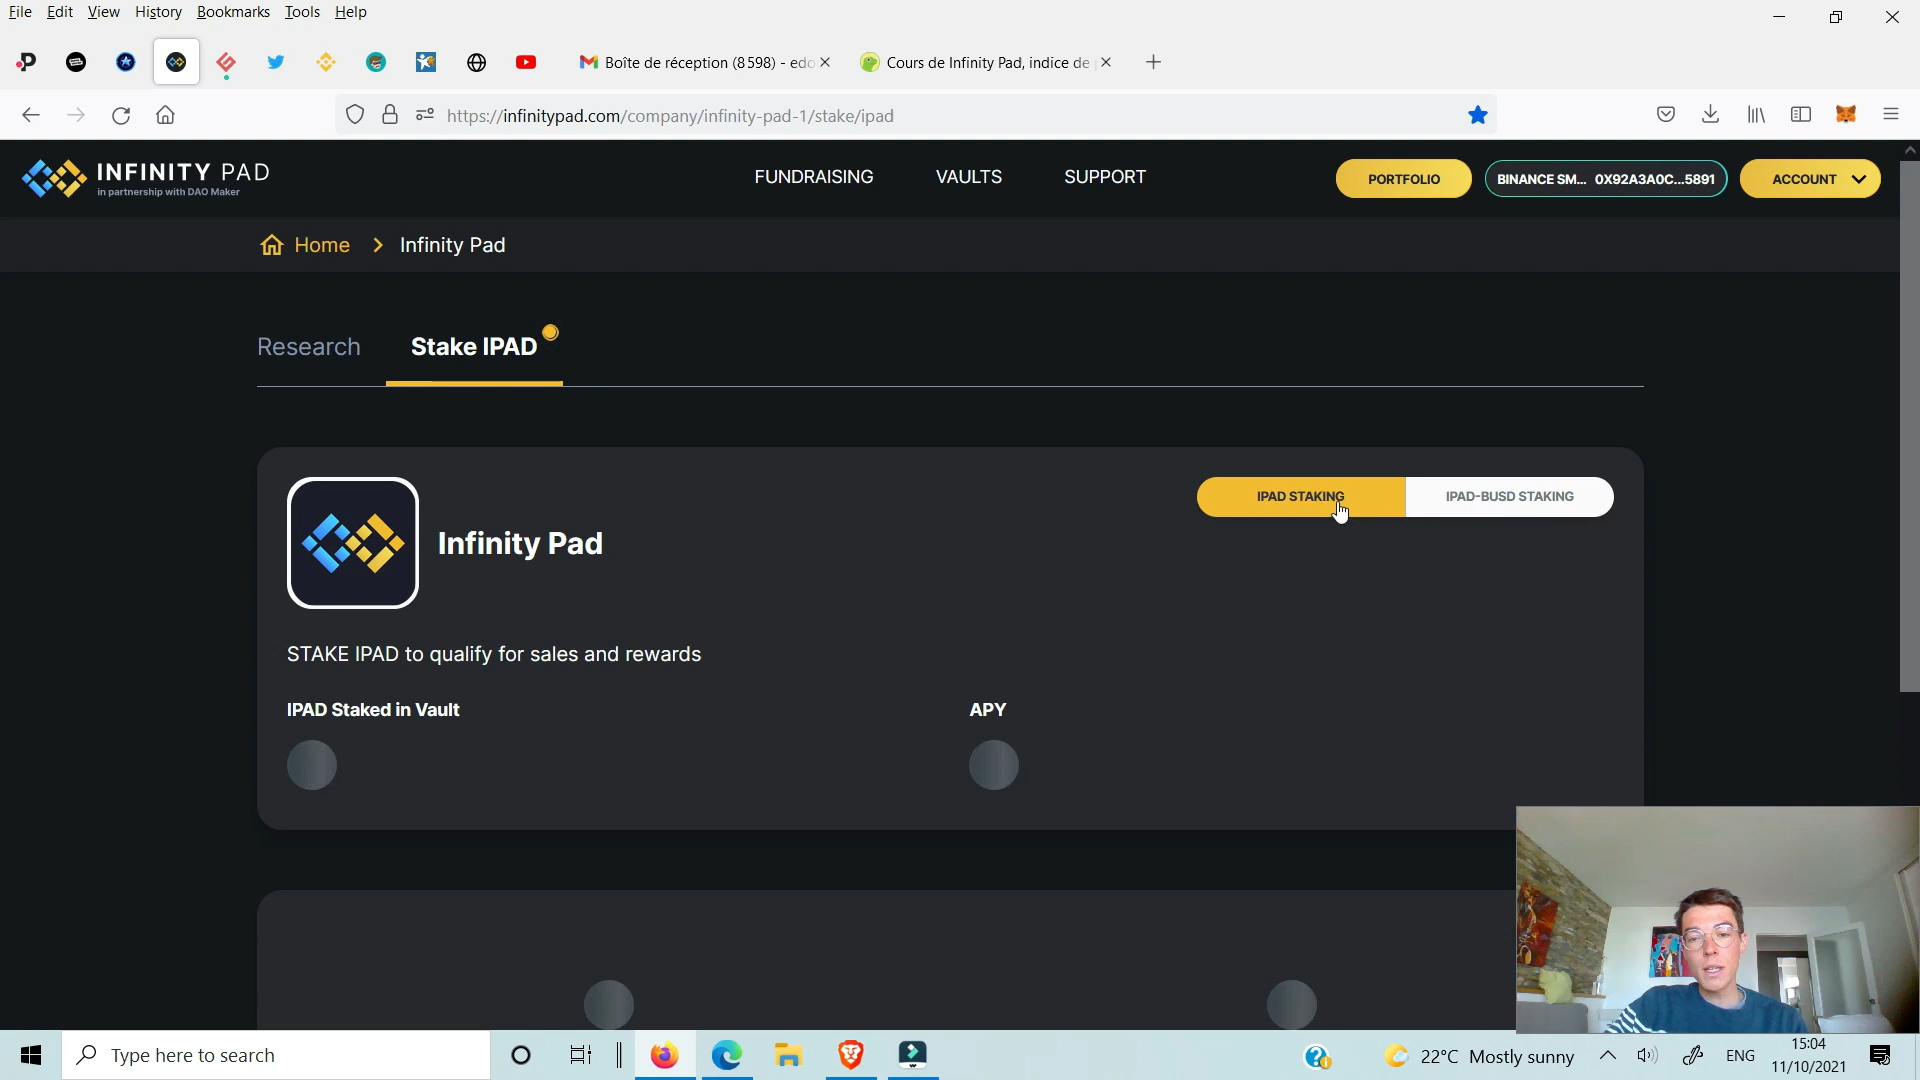 File Edit View History Bookmarks Tools Help
Boîte de réception (8 598) - edo
Cours de Infinity Pad, indice de
https://infinitypad.com/company/infinity-pad-1/stake/ipad
INFINITY PAD
in partnership with DAO Maker
FUNDRAISING
VAULTS
SUPPORT
PORTFOLIO
BINANCE SM... 0X92A3A0C...5891
ACCOUNT
Home > Infinity Pad
Research
Stake IPAD
IPAD STAKING
IPAD-BUSD STAKING
Infinity Pad
STAKE IPAD to qualify for sales and rewards
IPAD Staked in Vault
APY
Type here to search
22°C Mostly sunny
ENG
15:04
11/10/2021